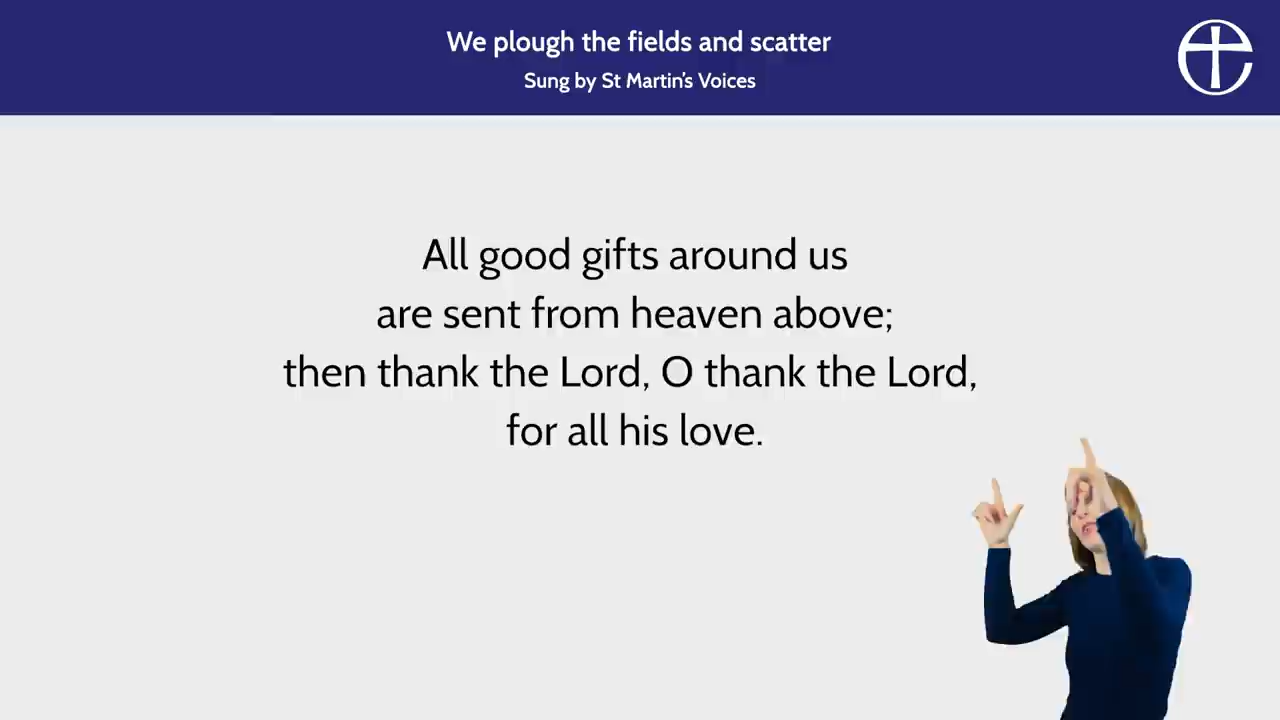 We plough the fields and scatter
Sung by St Martin's Voices
All good gifts around us
are sent from heaven above;
then thank the Lord, O thank the Lord,
for all his love.